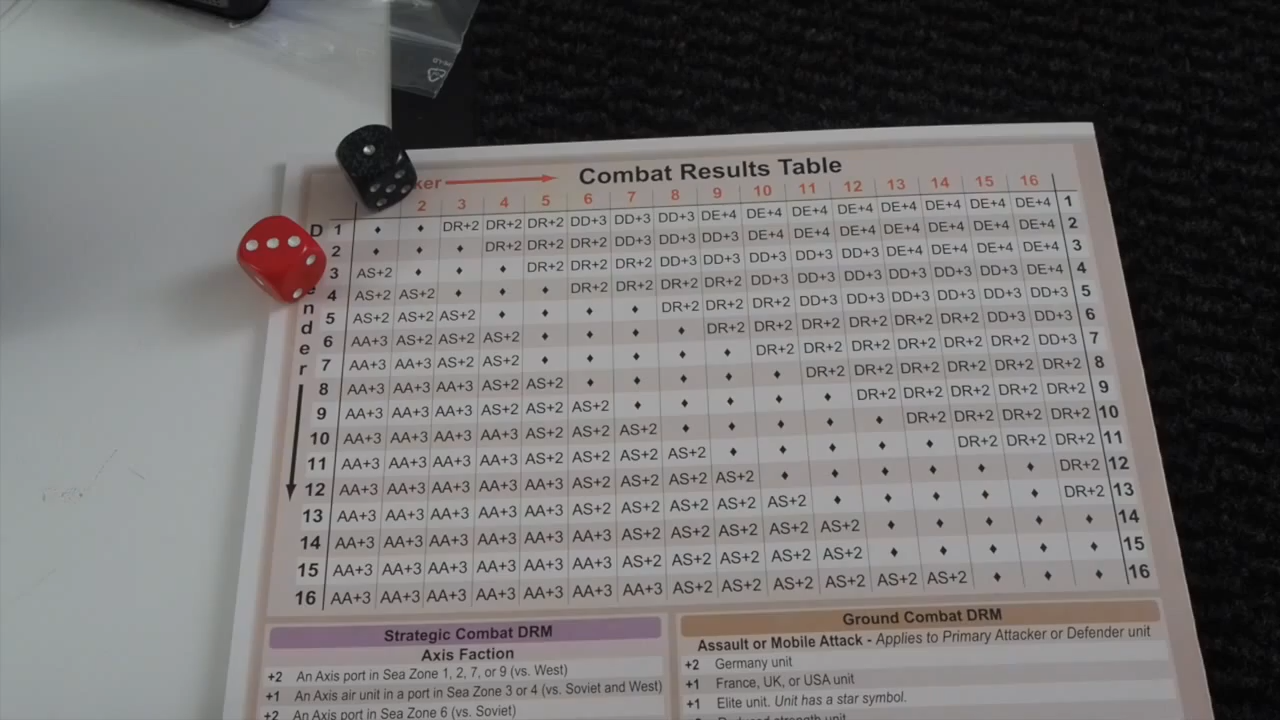 Combat Results Table
ker
2 3 4 5 6 7 8 9 10 11 12 13 14 15 16
D 1 ♦ ♦ DR+2 DR+2 DR+2 DD+3 DD+3 DD+3 DE+4 DE+4 DE+4 DE+4 DE+4 DE+4 DE+4 DE+4 1
2 ♦ ♦ ♦ DR+2 DR+2 DR+2 DD+3 DD+3 DD+3 DE+4 DE+4 DE+4 DE+4 DE+4 DE+4 DE+4 2
3 AS+2 ♦ ♦ ♦ DR+2 DR+2 DR+2 DD+3 DD+3 DD+3 DD+3 DD+3 DE+4 DE+4 DE+4 DE+4 3
e 4 AS+2 AS+2 ♦ ♦ ♦ DR+2 DR+2 DR+2 DR+2 DD+3 DD+3 DD+3 DD+3 DD+3 DD+3 DE+4 4
n 5 AS+2 AS+2 AS+2 ♦ ♦ ♦ ♦ DR+2 DR+2 DR+2 DD+3 DD+3 DD+3 DD+3 DD+3 DD+3 5
d 6 AA+3 AS+2 AS+2 AS+2 ♦ ♦ ♦ ♦ DR+2 DR+2 DR+2 DR+2 DR+2 DR+2 DD+3 DD+3 6
e 7 AA+3 AA+3 AS+2 AS+2 ♦ ♦ ♦ ♦ ♦ DR+2 DR+2 DR+2 DR+2 DR+2 DR+2 DD+3 7
r 8 AA+3 AA+3 AA+3 AS+2 AS+2 ♦ ♦ ♦ ♦ ♦ DR+2 DR+2 DR+2 DR+2 DR+2 DR+2 8
9 AA+3 AA+3 AA+3 AS+2 AS+2 AS+2 ♦ ♦ ♦ ♦ ♦ DR+2 DR+2 DR+2 DR+2 DR+2 9
10 AA+3 AA+3 AA+3 AA+3 AS+2 AS+2 AS+2 ♦ ♦ ♦ ♦ ♦ DR+2 DR+2 DR+2 DR+2 10
11 AA+3 AA+3 AA+3 AA+3 AS+2 AS+2 AS+2 AS+2 ♦ ♦ ♦ ♦ ♦ DR+2 DR+2 DR+2 11
12 AA+3 AA+3 AA+3 AA+3 AA+3 AS+2 AS+2 AS+2 AS+2 ♦ ♦ ♦ ♦ ♦ ♦ DR+2 12
13 AA+3 AA+3 AA+3 AA+3 AA+3 AS+2 AS+2 AS+2 AS+2 AS+2 ♦ ♦ ♦ ♦ ♦ DR+2 13
14 AA+3 AA+3 AA+3 AA+3 AA+3 AA+3 AS+2 AS+2 AS+2 AS+2 AS+2 ♦ ♦ ♦ ♦ ♦ 14
15 AA+3 AA+3 AA+3 AA+3 AA+3 AA+3 AS+2 AS+2 AS+2 AS+2 AS+2 ♦ ♦ ♦ ♦ ♦ 15
16 AA+3 AA+3 AA+3 AA+3 AA+3 AA+3 AA+3 AS+2 AS+2 AS+2 AS+2 AS+2 AS+2 ♦ ♦ ♦ 16
Strategic Combat DRM
Axis Faction
+2 An Axis port in Sea Zone 1, 2, 7, or 9 (vs. West)
+1 An Axis air unit in a port in Sea Zone 3 or 4 (vs. Soviet and West)
+2 An Axis port in Sea Zone 6 (vs. Soviet)
Ground Combat DRM
Assault or Mobile Attack - Applies to Primary Attacker or Defender unit
+2 Germany unit
+1 France, UK, or USA unit
+1 Elite unit. Unit has a star symbol.